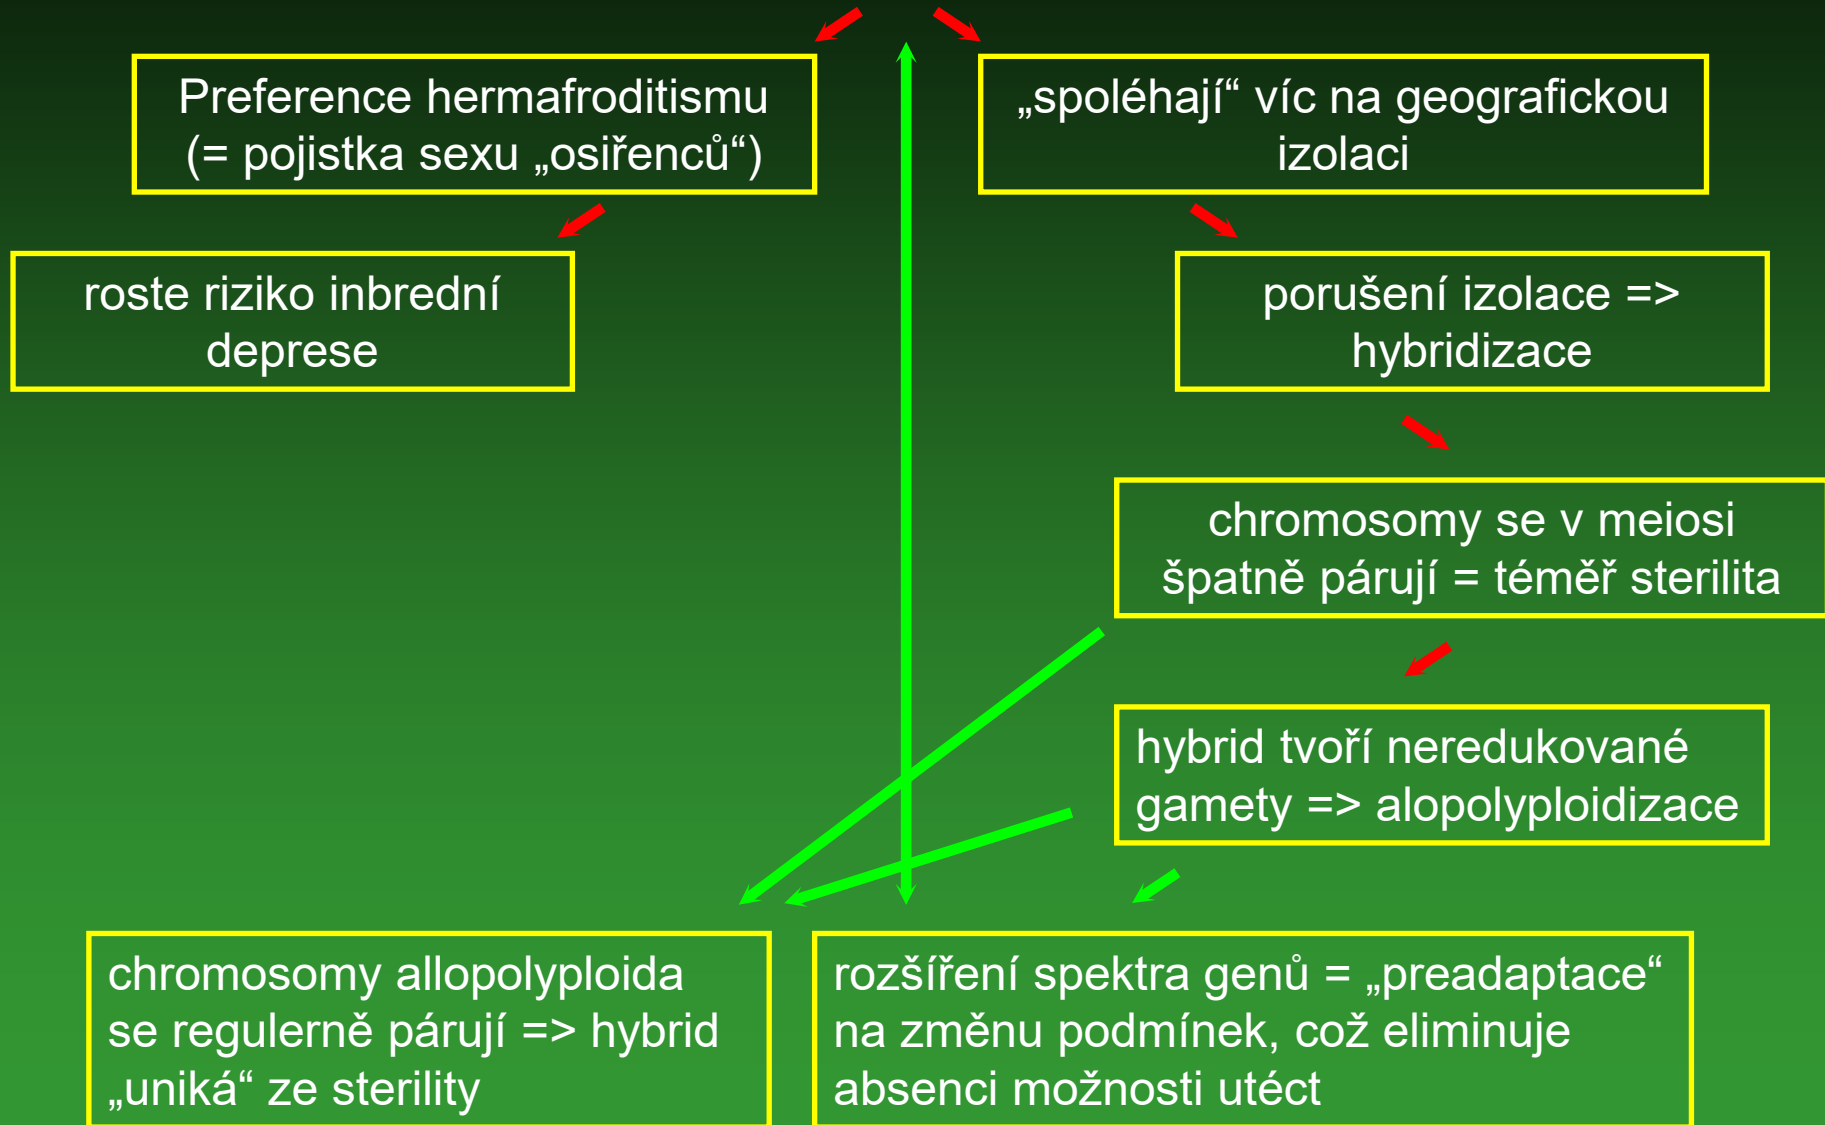 Preference hermafroditismu
(= pojistka sexu „osiřenců“)
„spoléhají“ víc na geografickou
izolaci
roste riziko inbrední
deprese
porušení izolace =>
hybridizace
chromosomy se v meiosi
špatně párují = téměř sterilita
hybrid tvoří neredukované
gamety => alopolyploidizace
chromosomy allopolyploida
se regulerně párují => hybrid
„uniká“ ze sterility
rozšíření spektra genů = „preadaptace“
na změnu podmínek, což eliminuje
absenci možnosti utéct